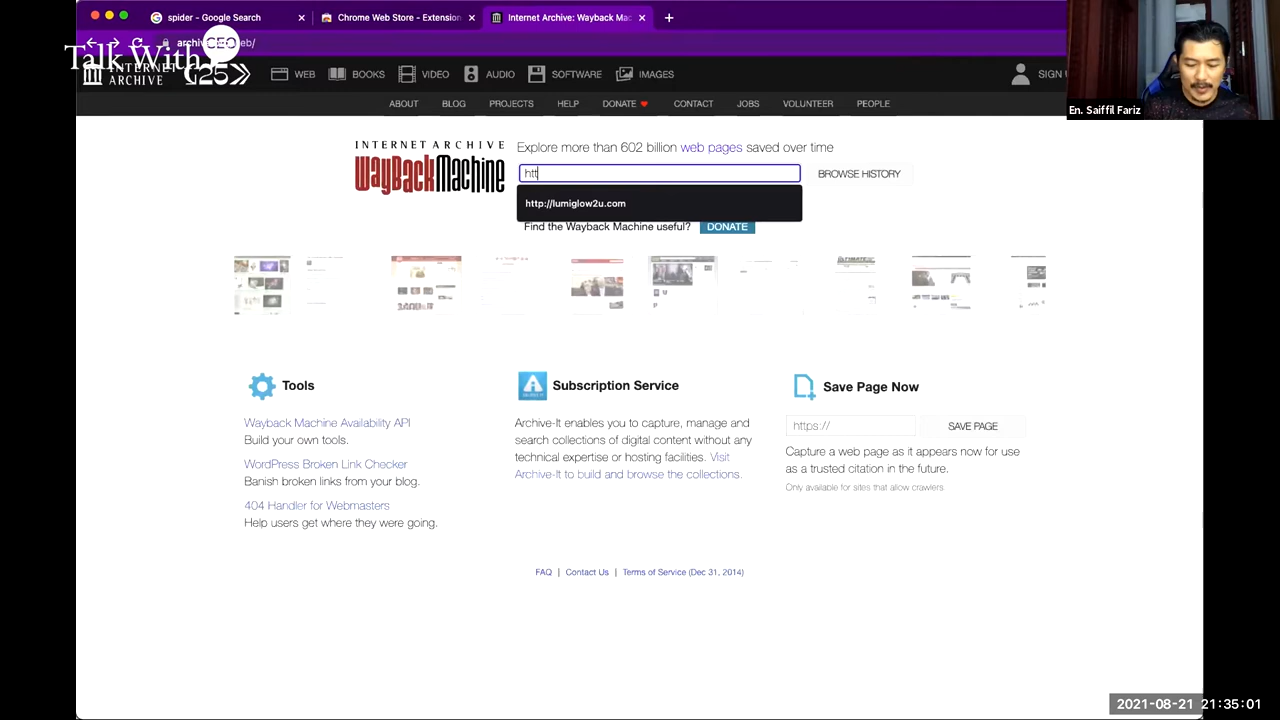 spider - Google Search
Chrome Web Store - Extension
Internet Archive: Wayback Mac
Talk With
CEO
INTERNET
ARCHIVE
25
WEB
BOOKS
VIDEO
AUDIO
SOFTWARE
IMAGES
SIGN
ABOUT
BLOG
PROJECTS
HELP
DONATE
CONTACT
JOBS
VOLUNTEER
PEOPLE
En. Saiffil Fariz
INTERNET ARCHIVE
WayBackMachine
Explore more than 602 billion web pages saved over time
htt
BROWSE HISTORY
http://lumiglow2u.com
Find the Wayback Machine useful?
DONATE
Tools
Wayback Machine Availability API
Build your own tools.
WordPress Broken Link Checker
Banish broken links from your blog.
404 Handler for Webmasters
Help users get where they were going.
Subscription Service
Archive-It enables you to capture, manage and
search collections of digital content without any
technical expertise or hosting facilities. Visit
Archive-It to build and browse the collections.
Save Page Now
https://
SAVE PAGE
Capture a web page as it appears now for use
as a trusted citation in the future.
Only available for sites that allow crawlers.
FAQ | Contact Us | Terms of Service (Dec 31, 2014)
2021-08-21 21:35:01